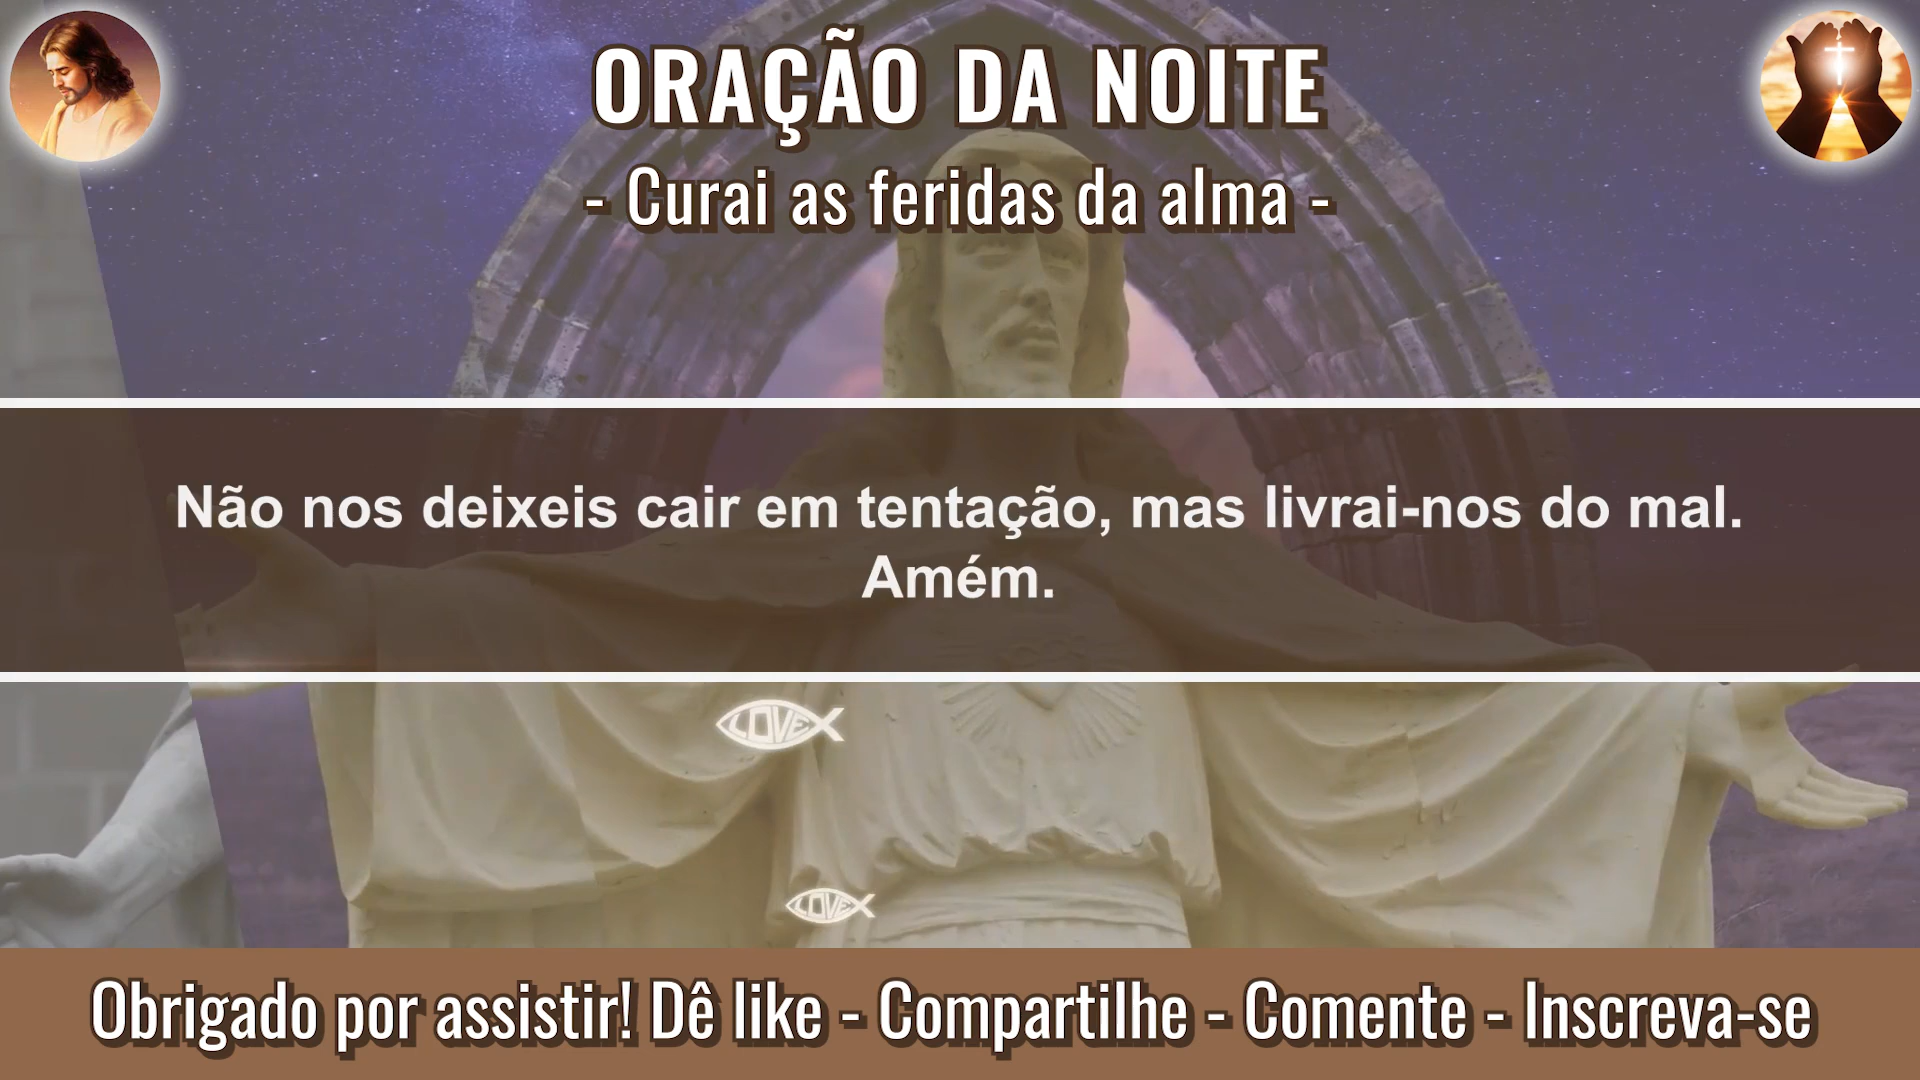 ORAÇÃO DA NOITE
- Curai as feridas da alma -
Não nos deixeis cair em tentação, mas livrai-nos do mal.
Amém.
LOVE
LOVE
Obrigado por assistir! Dê like - Compartilhe - Comente - Inscreva-se